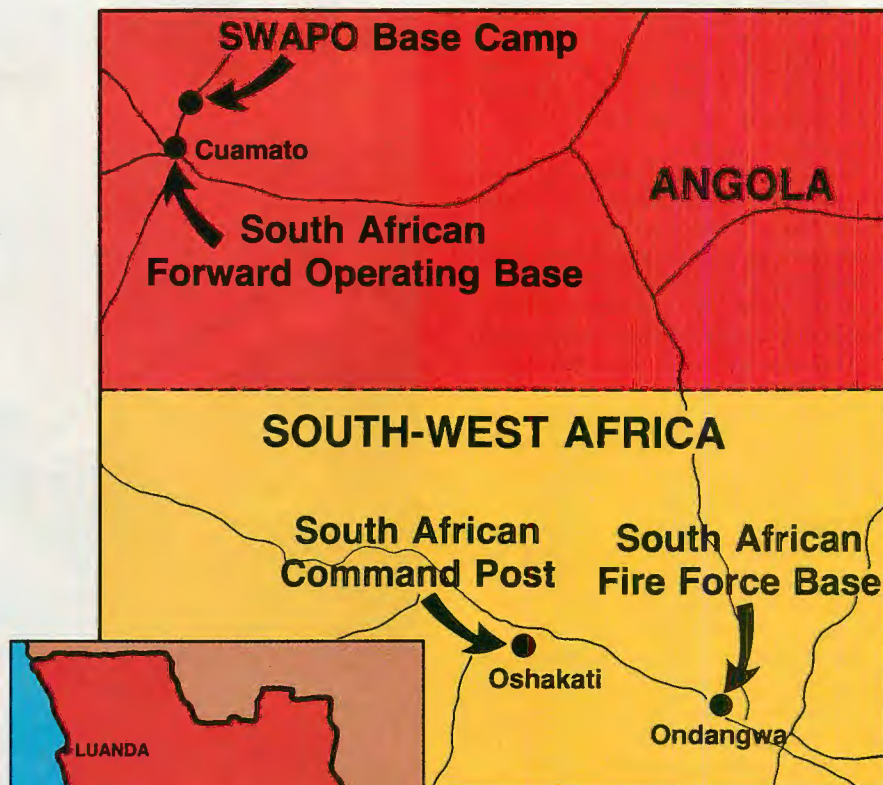 SWAPO Base Camp
Cuamato
ANGOLA
South African
Forward Operating Base
SOUTH-WEST AFRICA
South African
Command Post
South African
Fire Force Base
Oshakati
Ondangwa
LUANDA